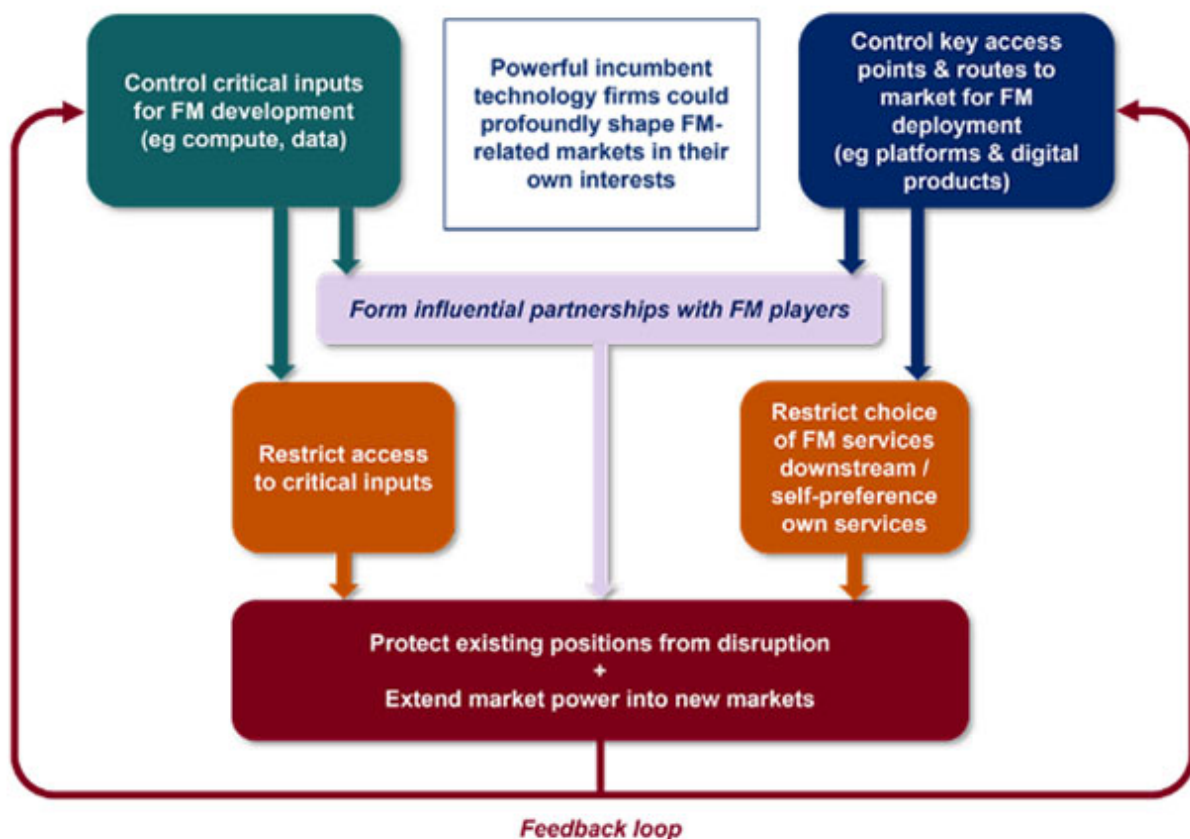 Control critical inputs
for FM development
(eg compute, data)
Powerful incumbent
technology firms could
profoundly shape FM-
related markets in their
own interests
Control key access
points & routes to
market for FM
deployment
(eg platforms & digital
products)
Form influential partnerships with FM players
Restrict access
to critical inputs
Restrict choice
of FM services
downstream /
self-preference
own services
Protect existing positions from disruption
+
Extend market power into new markets
Feedback loop